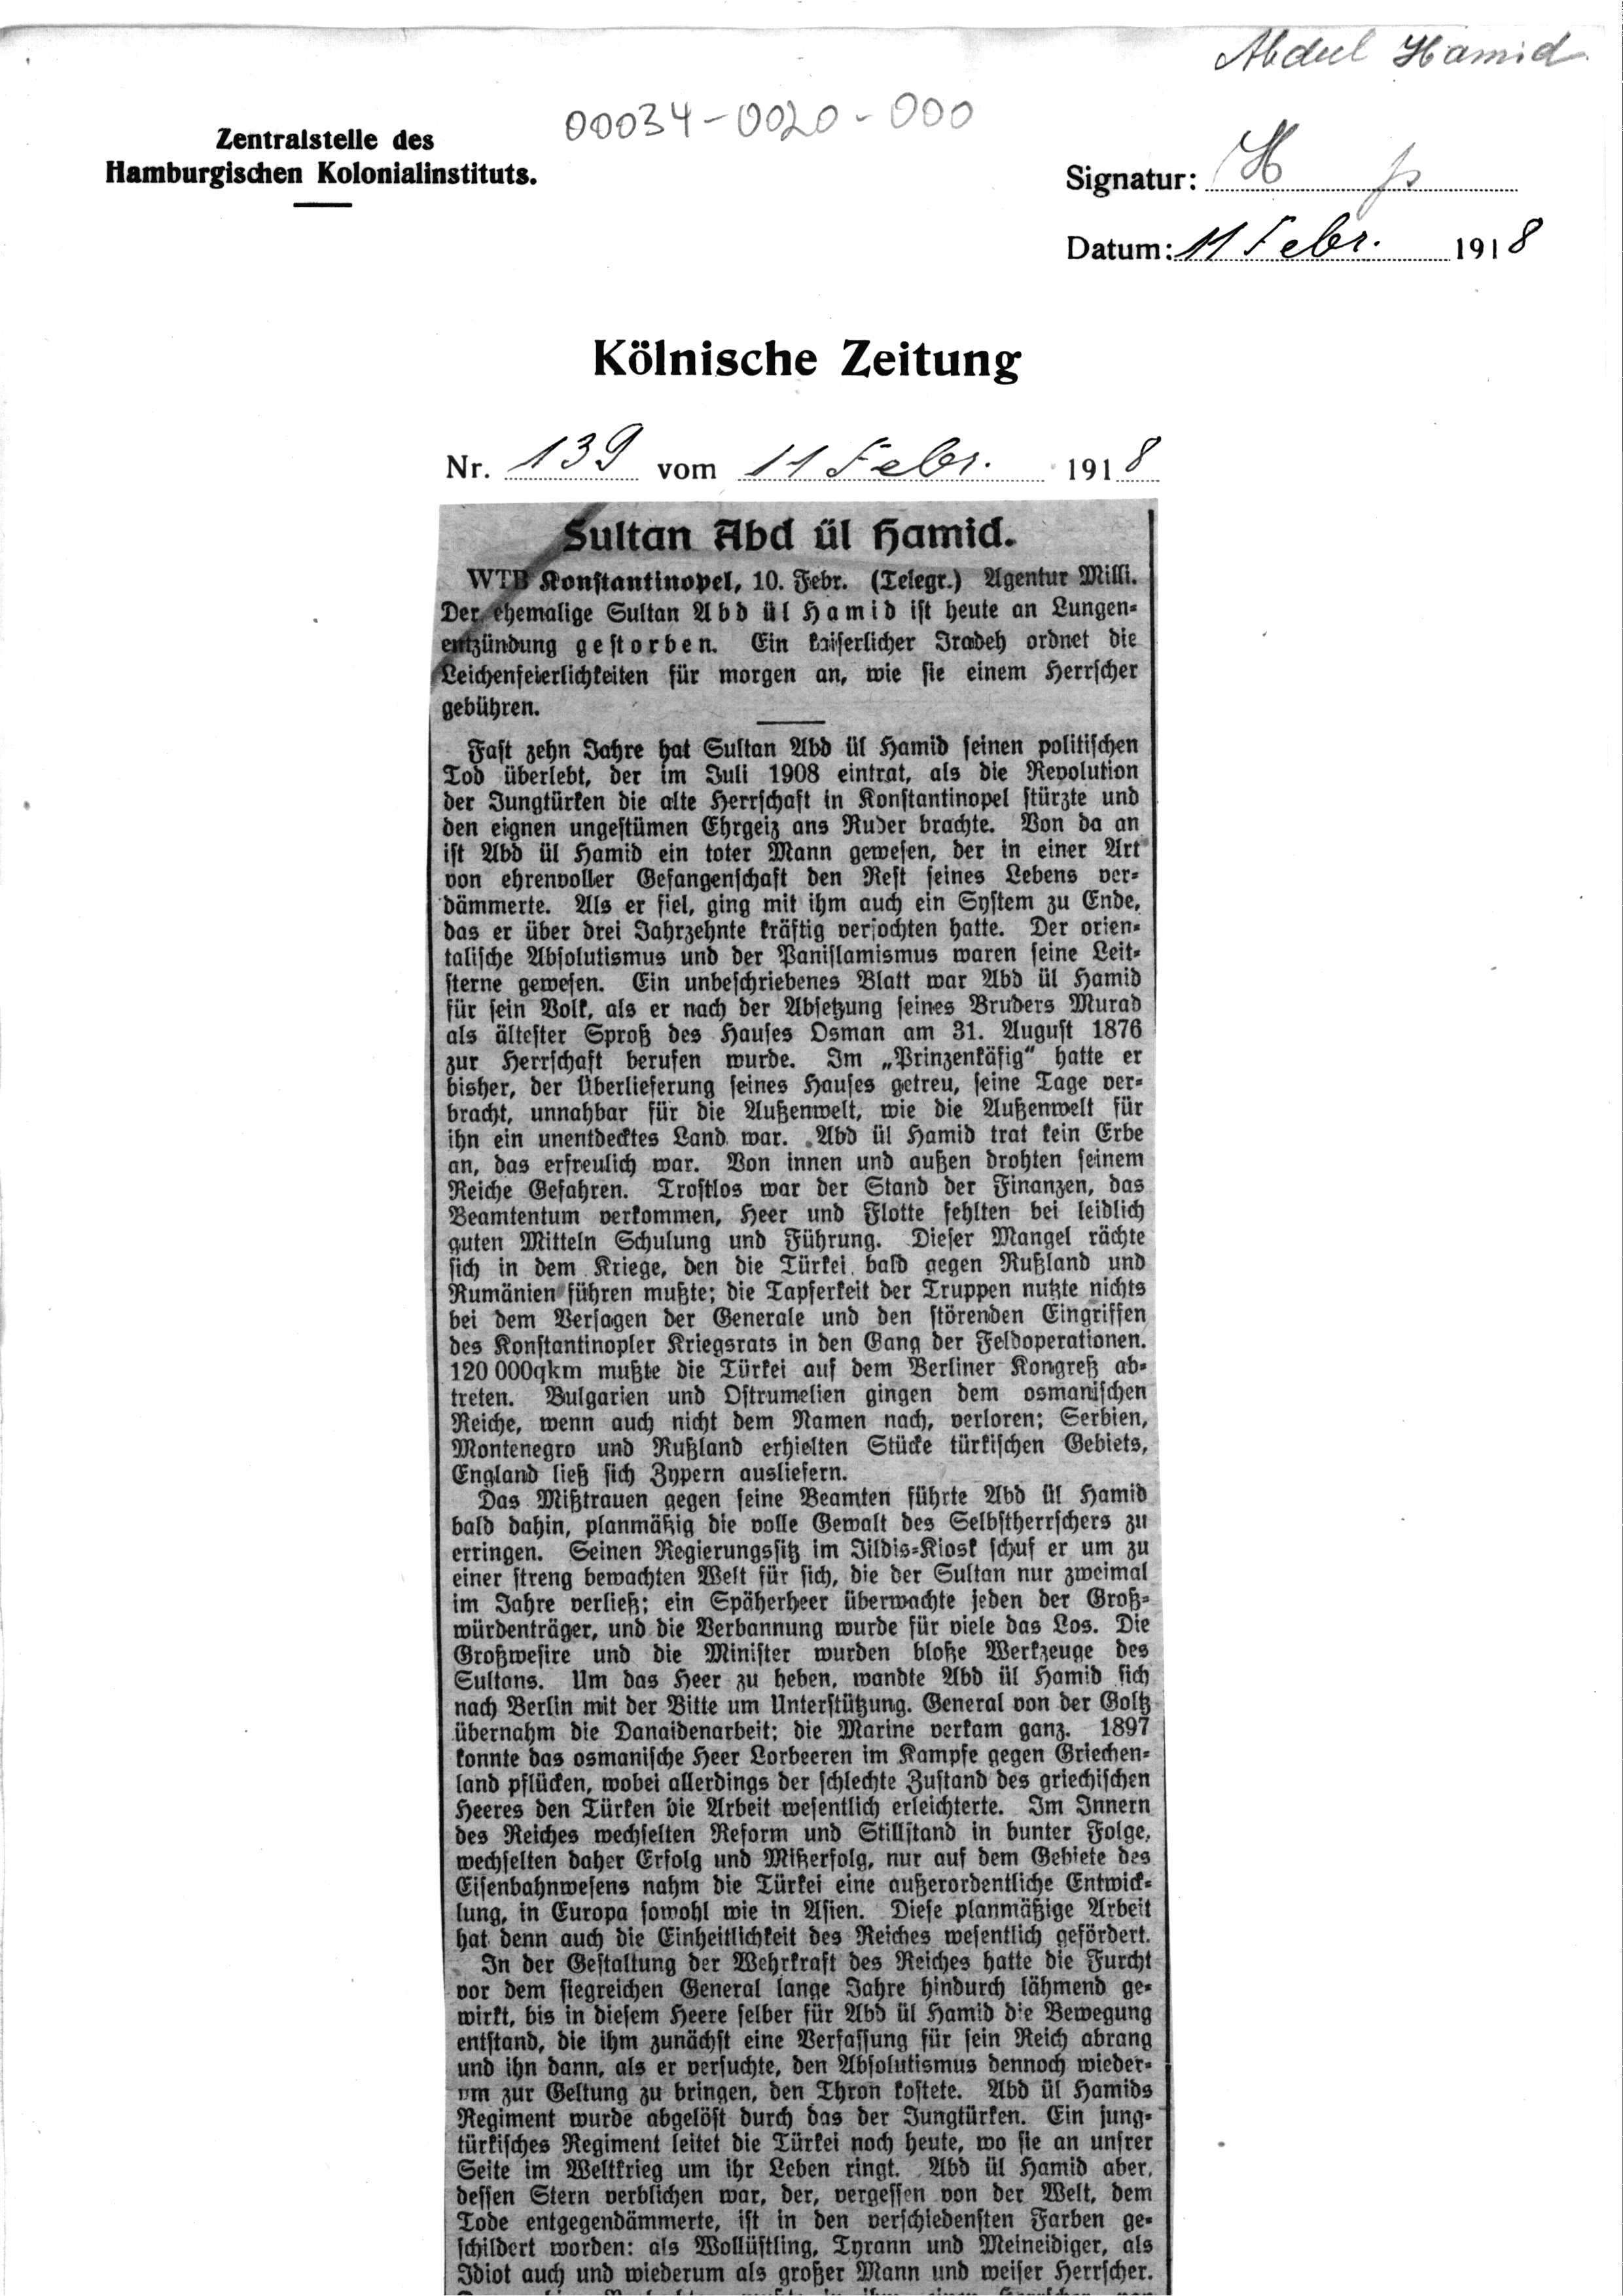 Abdul Hamid
00034-0020-000
Zentralstelle des
Hamburgischen Kolonialinstituts.
Signatur: H p
Datum: 11 Febr. 1918
Kölnische Zeitung
Nr. 139 vom 11 Febr. 1918
Sultan Abd ül Hamid.
WTB Konstantinopel, 10. Febr. (Telegr.) Agentur Milli.
Der ehemalige Sultan Abd ül Hamid ist heute an Lungen-
entzündung gestorben. Ein kaiserlicher Iradeh ordnet die
Leichenfeierlichkeiten für morgen an, wie sie einem Herrscher
gebühren.
Fast zehn Jahre hat Sultan Abd ül Hamid seinen politischen
Tod überlebt, der im Juli 1908 eintrat, als die Revolution
der Jungtürken die alte Herrschaft in Konstantinopel stürzte und
den eignen ungestümen Ehrgeiz ans Ruder brachte. Von da an
ist Abd ül Hamid ein toter Mann gewesen, der in einer Art
von ehrenvoller Gefangenschaft den Rest seines Lebens ver-
dämmerte. Als er fiel, ging mit ihm auch ein System zu Ende,
das er über drei Jahrzehnte kräftig verfochten hatte. Der orien-
talische Absolutismus und der Panislamismus waren seine Leit-
sterne gewesen. Ein unbeschriebenes Blatt war Abd ül Hamid
für sein Volk, als er nach der Absetzung seines Bruders Murad
als ältester Sproß des Hauses Osman am 31. August 1876
zur Herrschaft berufen wurde. Im „Prinzenkäfig“ hatte er
bisher, der Überlieferung seines Hauses getreu, seine Tage ver-
bracht, unnahbar für die Außenwelt, wie die Außenwelt für
ihn ein unentdecktes Land war. Abd ül Hamid trat kein Erbe
an, das erfreulich war. Von innen und außen drohten seinem
Reiche Gefahren. Trostlos war der Stand der Finanzen, das
Beamtentum verkommen, Heer und Flotte fehlten bei leidlich
guten Mitteln Schulung und Führung. Dieser Mangel rächte
sich in dem Kriege, den die Türkei bald gegen Rußland und
Rumänien führen mußte; die Tapferkeit der Truppen nutzte nichts
bei dem Versagen der Generale und den störenden Eingriffen
des Konstantinopler Kriegsrats in den Gang der Feldoperationen.
120 000qkm mußte die Türkei auf dem Berliner Kongreß ab-
treten. Bulgarien und Ostrumelien gingen dem osmanischen
Reiche, wenn auch nicht dem Namen nach, verloren; Serbien,
Montenegro und Rußland erhielten Stücke türkischen Gebiets,
England ließ sich Zypern ausliefern.
Das Mißtrauen gegen seine Beamten führte Abd ül Hamid
bald dahin, planmäßig die volle Gewalt des Selbstherrschers zu
erringen. Seinen Regierungssitz im Jildis-Kiosk schuf er um zu
einer streng bewachten Welt für sich, die der Sultan nur zweimal
im Jahre verließ; ein Späherheer überwachte jeden der Groß-
würdenträger, und die Verbannung wurde für viele das Los. Die
Großwesire und die Minister wurden bloße Werkzeuge des
Sultans. Um das Heer zu heben, wandte Abd ül Hamid sich
nach Berlin mit der Bitte um Unterstützung. General von der Goltz
übernahm die Danaidenarbeit; die Marine verkam ganz. 1897
konnte das osmanische Heer Lorbeeren im Kampfe gegen Griechen-
land pflücken, wobei allerdings der schlechte Zustand des griechischen
Heeres den Türken die Arbeit wesentlich erleichterte. Im Innern
des Reiches wechselten Reform und Stillstand in bunter Folge,
wechselten daher Erfolg und Mißerfolg, nur auf dem Gebiete des
Eisenbahnwesens nahm die Türkei eine außerordentliche Entwick-
lung, in Europa sowohl wie in Asien. Diese planmäßige Arbeit
hat denn auch die Einheitlichkeit des Reiches wesentlich gefördert.
In der Gestaltung der Wehrkraft des Reiches hatte die Furcht
vor dem siegreichen General lange Jahre hindurch lähmend ge-
wirkt, bis in diesem Heere selber für Abd ül Hamid die Bewegung
entstand, die ihm zunächst eine Verfassung für sein Reich abrang
und ihn dann, als er versuchte, den Absolutismus dennoch wieder-
um zur Geltung zu bringen, den Thron kostete. Abd ül Hamids
Regiment wurde abgelöst durch das der Jungtürken. Ein jung-
türkisches Regiment leitet die Türkei noch heute, wo sie an unsrer
Seite im Weltkrieg um ihr Leben ringt. Abd ül Hamid aber,
dessen Stern verblichen war, der, vergessen von der Welt, dem
Tode entgegendämmerte, ist in den verschiedensten Farben ge-
schildert worden: als Wollüstling, Tyrann und Meineidiger, als
Idiot auch und wiederum als großer Mann und weiser Herrscher.